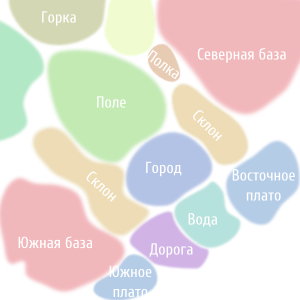 Горка
Северная база
Полка
Поле
Склон
Город
Восточное
плато
Склон
Вода
Южная база
Дорога
Южное
плато